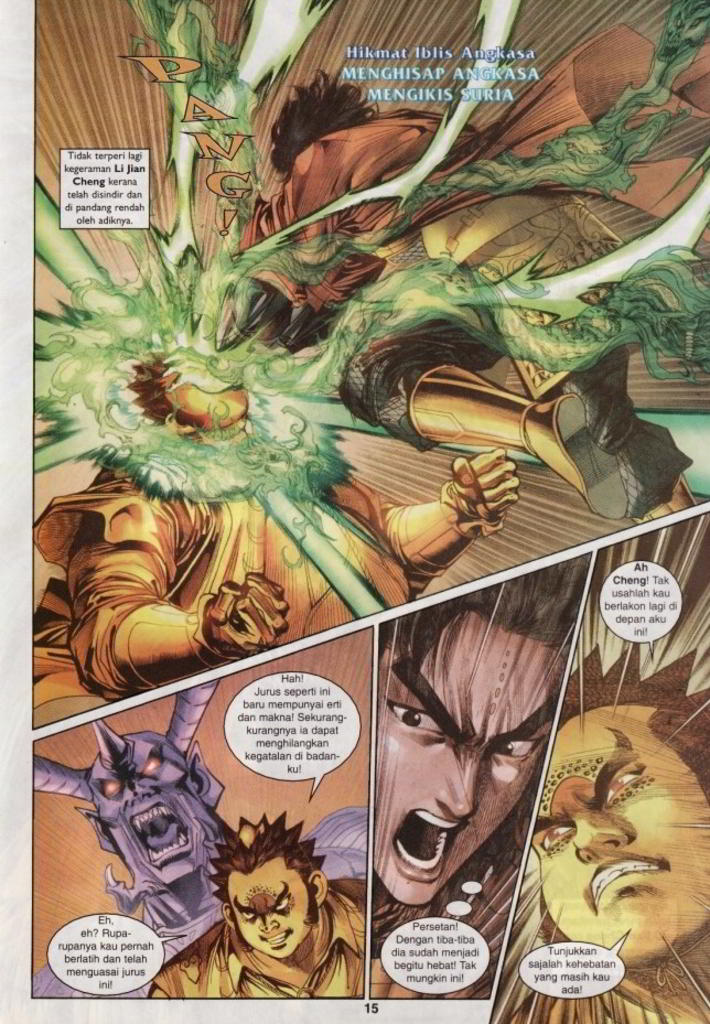 Hikmat Iblis Angkasa
MENGHISAP ANGKASA
MENGIKIS SURIA
PANG!
Tidak terperi lagi
kegeraman Li Jian
Cheng kerana
telah disindir dan
di pandang rendah
oleh adiknya.
Hah!
Jurus seperti ini
baru mempunyai erti
dan makna! Sekurang-
kurangnya ia dapat
menghilangkan
kegatalan di badan-
ku!
Eh,
eh? Rupa-
rupanya kau pernah
berlatih dan telah
menguasai jurus
ini!
Persetan!
Dengan tiba-tiba
dia sudah menjadi
begitu hebat! Tak
mungkin ini!
Ah
Cheng! Tak
usahlah kau
berlakon lagi di
depan aku
ini!
Tunjukkan
sajalah kehebatan
yang masih kau
ada!
15